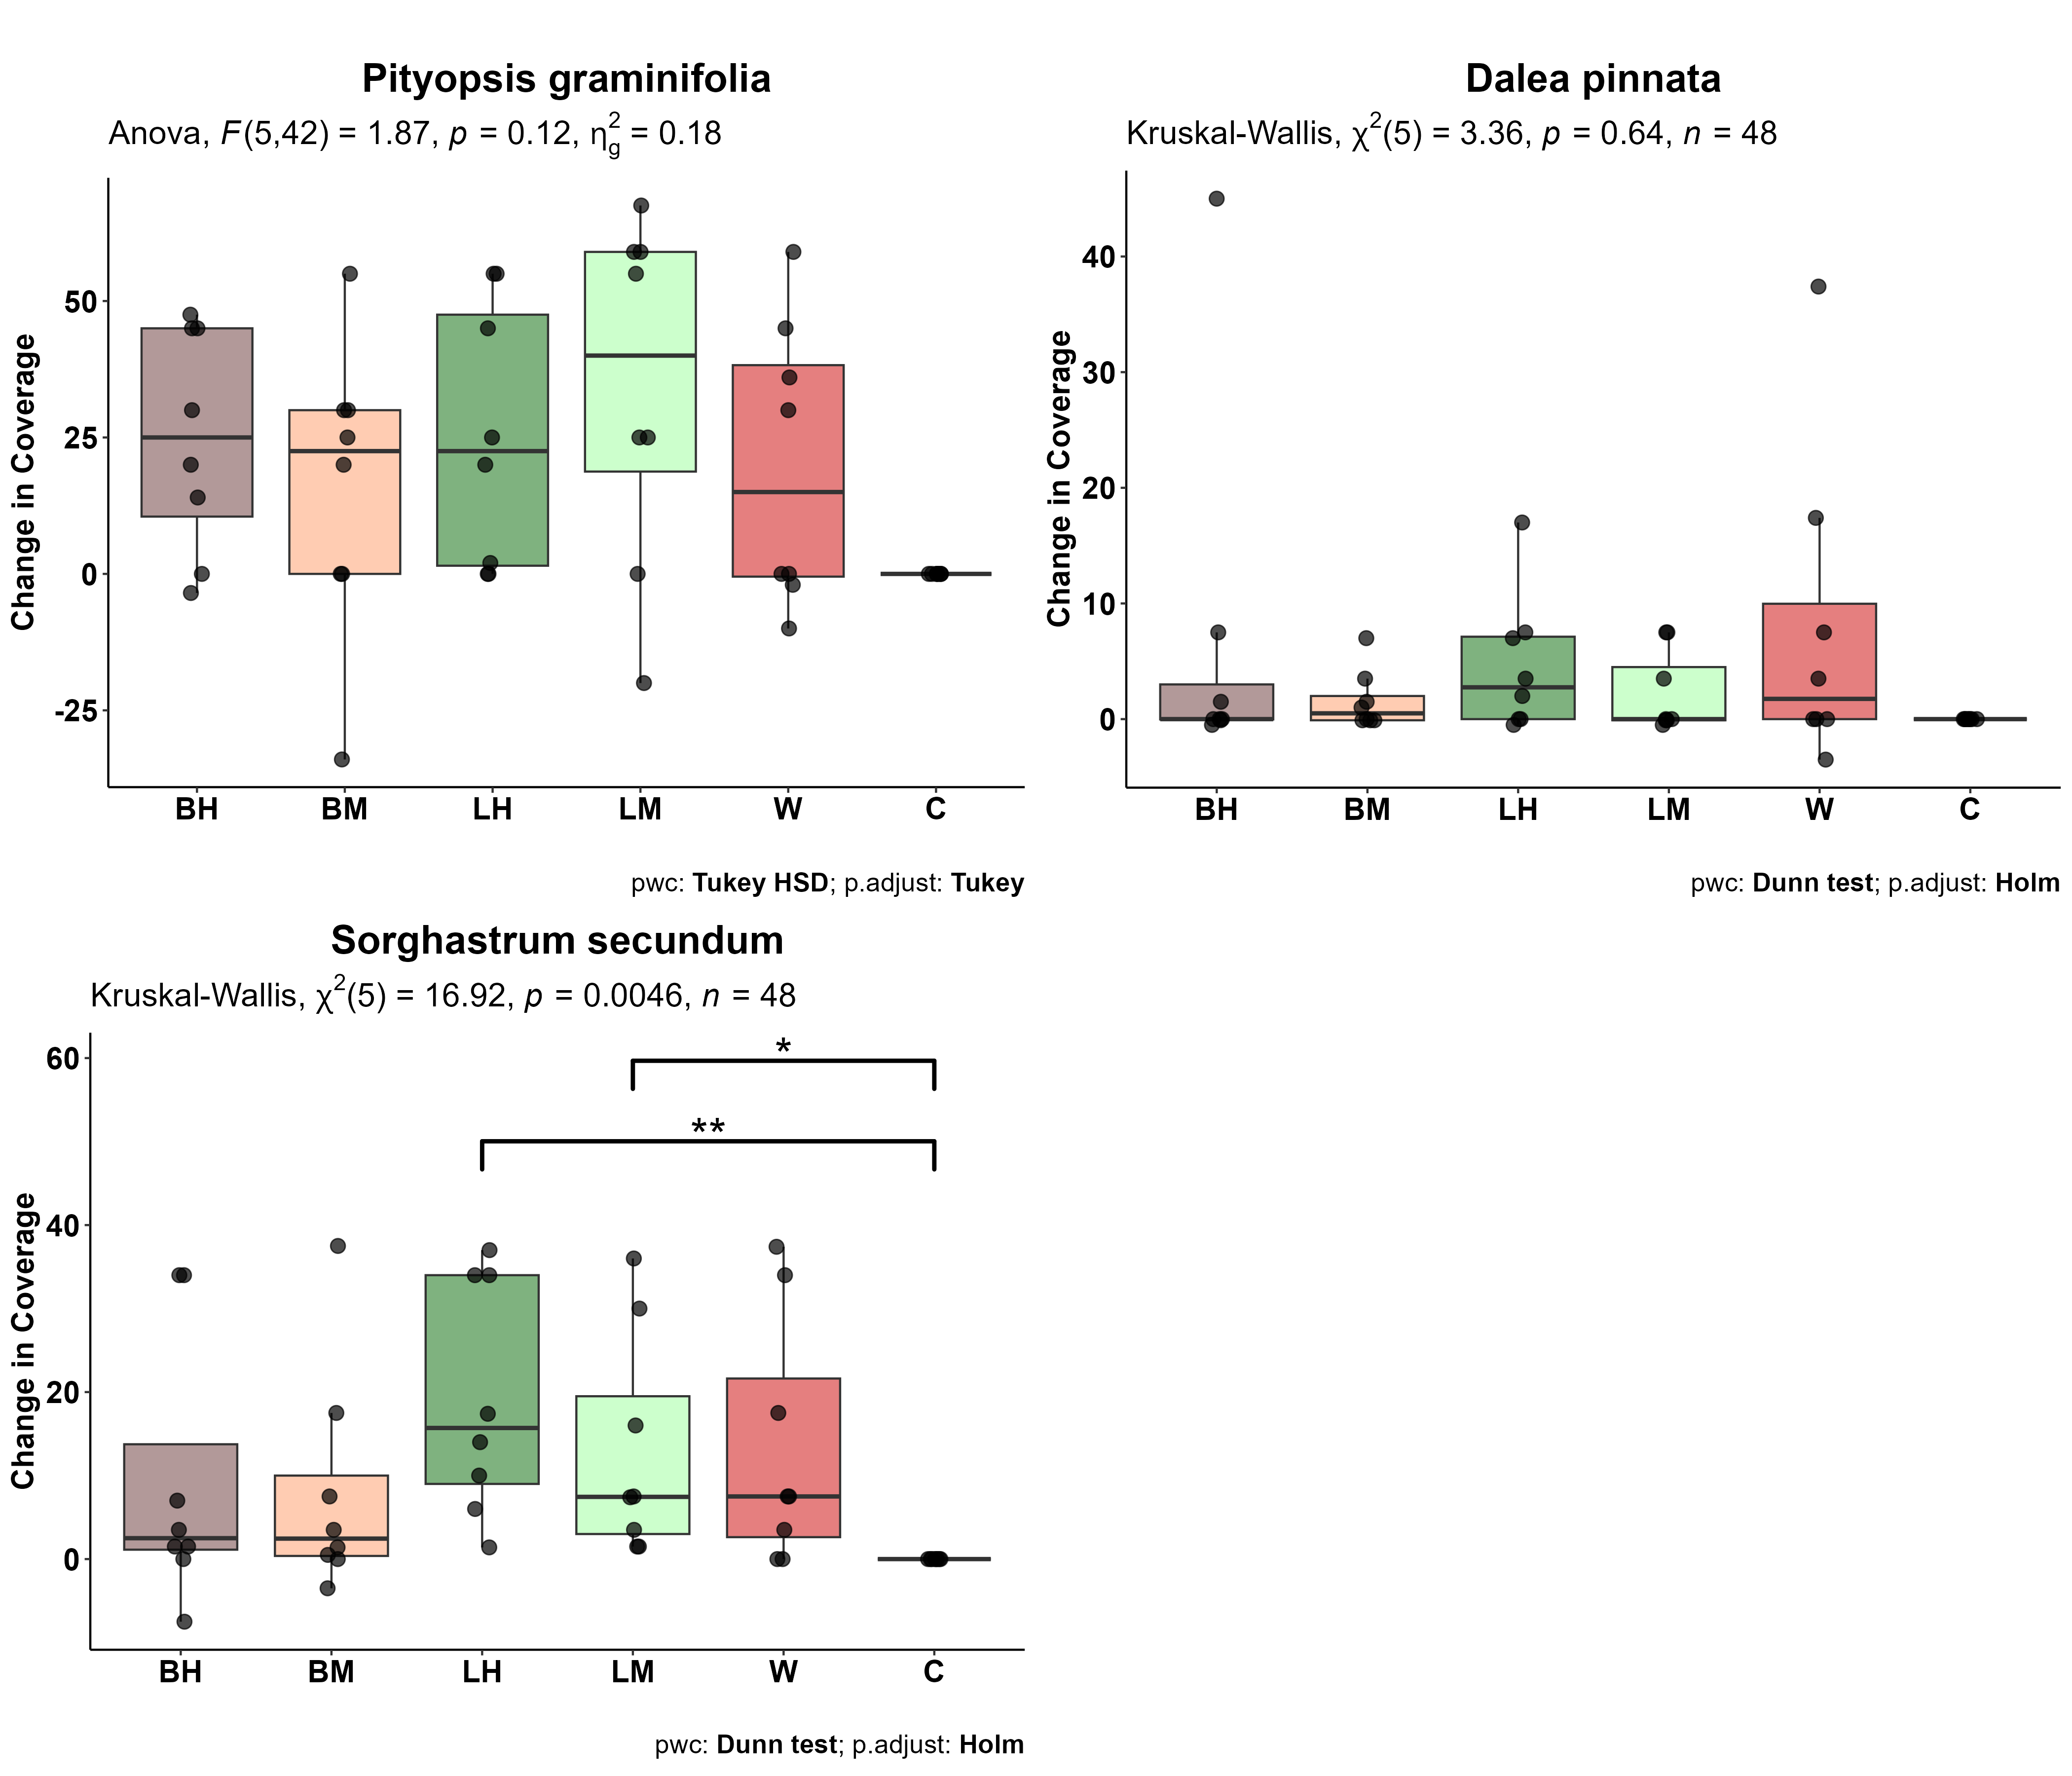 Pityopsis graminifolia
Anova, F(5,42) = 1.87, p = 0.12, η²g = 0.18
Change in Coverage
50
25
0
-25
BH BM LH LM W C
pwc: Tukey HSD; p.adjust: Tukey
Dalea pinnata
Kruskal-Wallis, χ²(5) = 3.36, p = 0.64, n = 48
Change in Coverage
40
30
20
10
0
BH BM LH LM W C
pwc: Dunn test; p.adjust: Holm
Sorghastrum secundum
Kruskal-Wallis, χ²(5) = 16.92, p = 0.0046, n = 48
Change in Coverage
60
40
20
0
*
**
BH BM LH LM W C
pwc: Dunn test; p.adjust: Holm